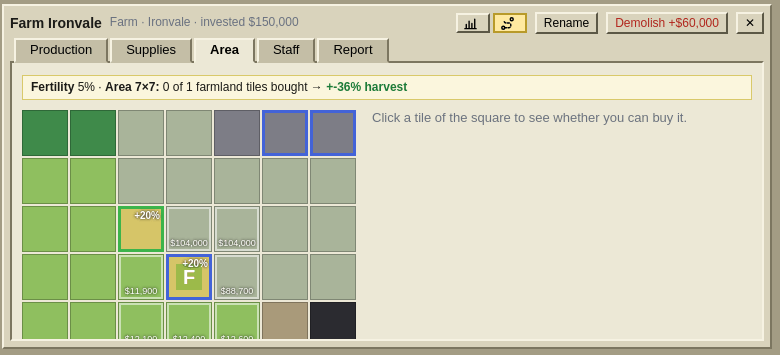 Farm Ironvale Farm · Ironvale · invested $150,000 Rename Demolish +$60,000 ✕
Production Supplies Area Staff Report
Fertility 5% · Area 7×7: 0 of 1 farmland tiles bought → +-36% harvest
Click a tile of the square to see whether you can buy it.
+20%
$104,000 $104,000
+20%
F
$11,900 $88,700